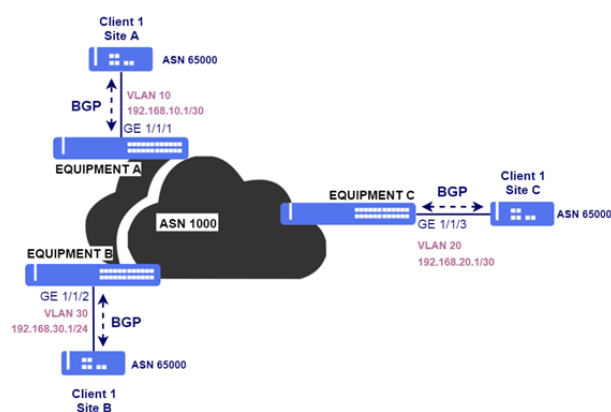 Client 1
Site A
ASN 65000
BGP
VLAN 10
192.168.10.1/30
GE 1/1/1
EQUIPMENT A
ASN 1000
EQUIPMENT C
BGP
Client 1
Site C
GE 1/1/3
ASN 65000
VLAN 20
192.168.20.1/30
EQUIPMENT B
GE 1/1/2
VLAN 30
192.168.30.1/24
BGP
ASN 65000
Client 1
Site B